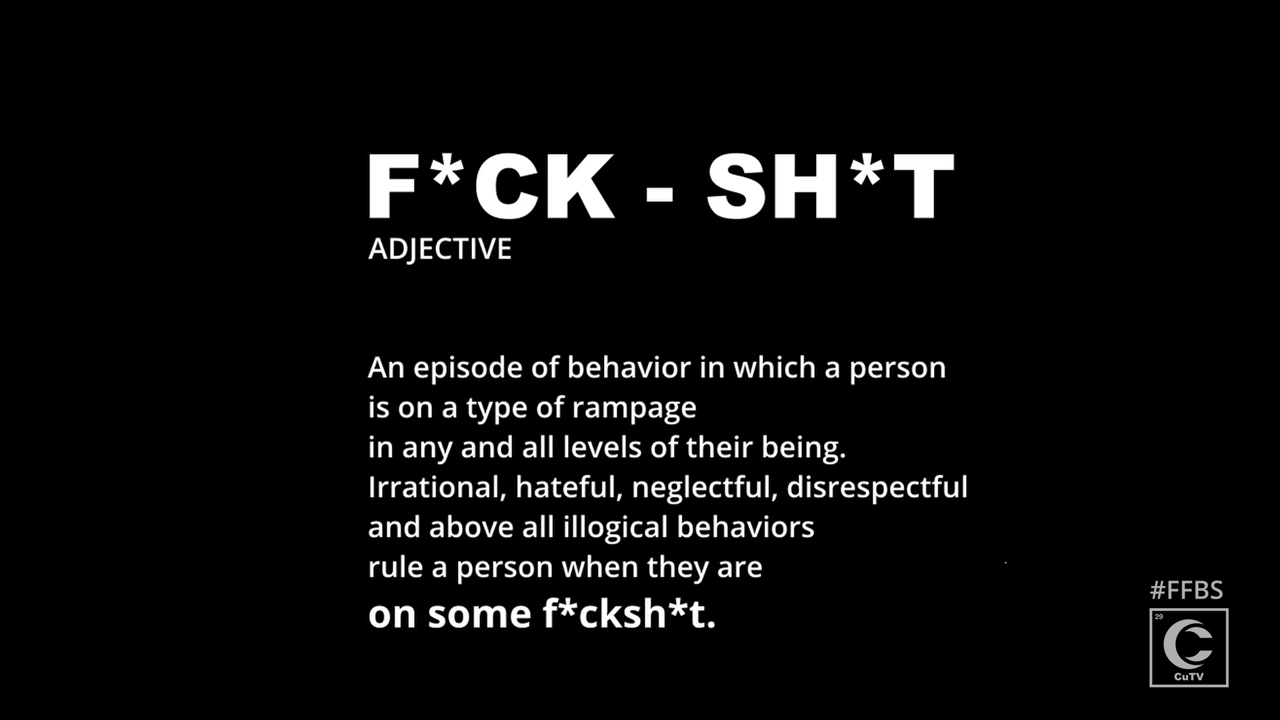 F*CK - SH*T
ADJECTIVE
An episode of behavior in which a person
is on a type of rampage
in any and all levels of their being.
Irrational, hateful, neglectful, disrespectful
and above all illogical behaviors
rule a person when they are
on some f*cksh*t.
#FFBS
29
C
CuTV